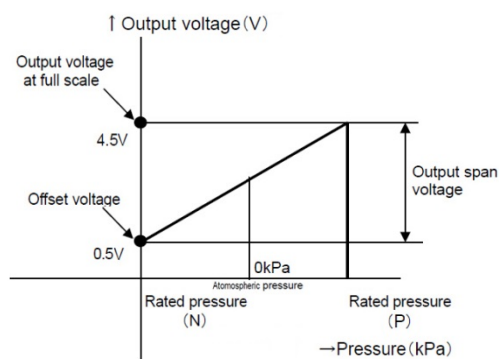 ↑ Output voltage(V)
Output voltage
at full scale
4.5V
Output span
voltage
Offset voltage
0.5V
0kPa
Atomospheric pressure
Rated pressure
(N)
Rated pressure
(P)
→Pressure(kPa)